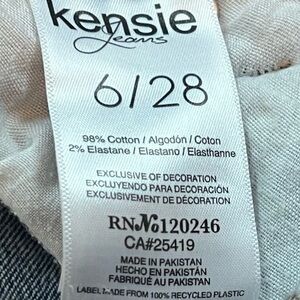 kensie
Jeans
6/28
98% Cotton / Algodón / Coton
2% Elastane / Elastano / Elasthanne
EXCLUSIVE OF DECORATION
EXCLUYENDO PARA DECORACIÓN
EXCLUSIVEMENT DE DÉCORATION
RN№120246
CA#25419
MADE IN PAKISTAN
HECHO EN PAKISTÁN
FABRIQUÉ AU PAKISTAN
LABEL MADE FROM 100% RECYCLED PLASTIC